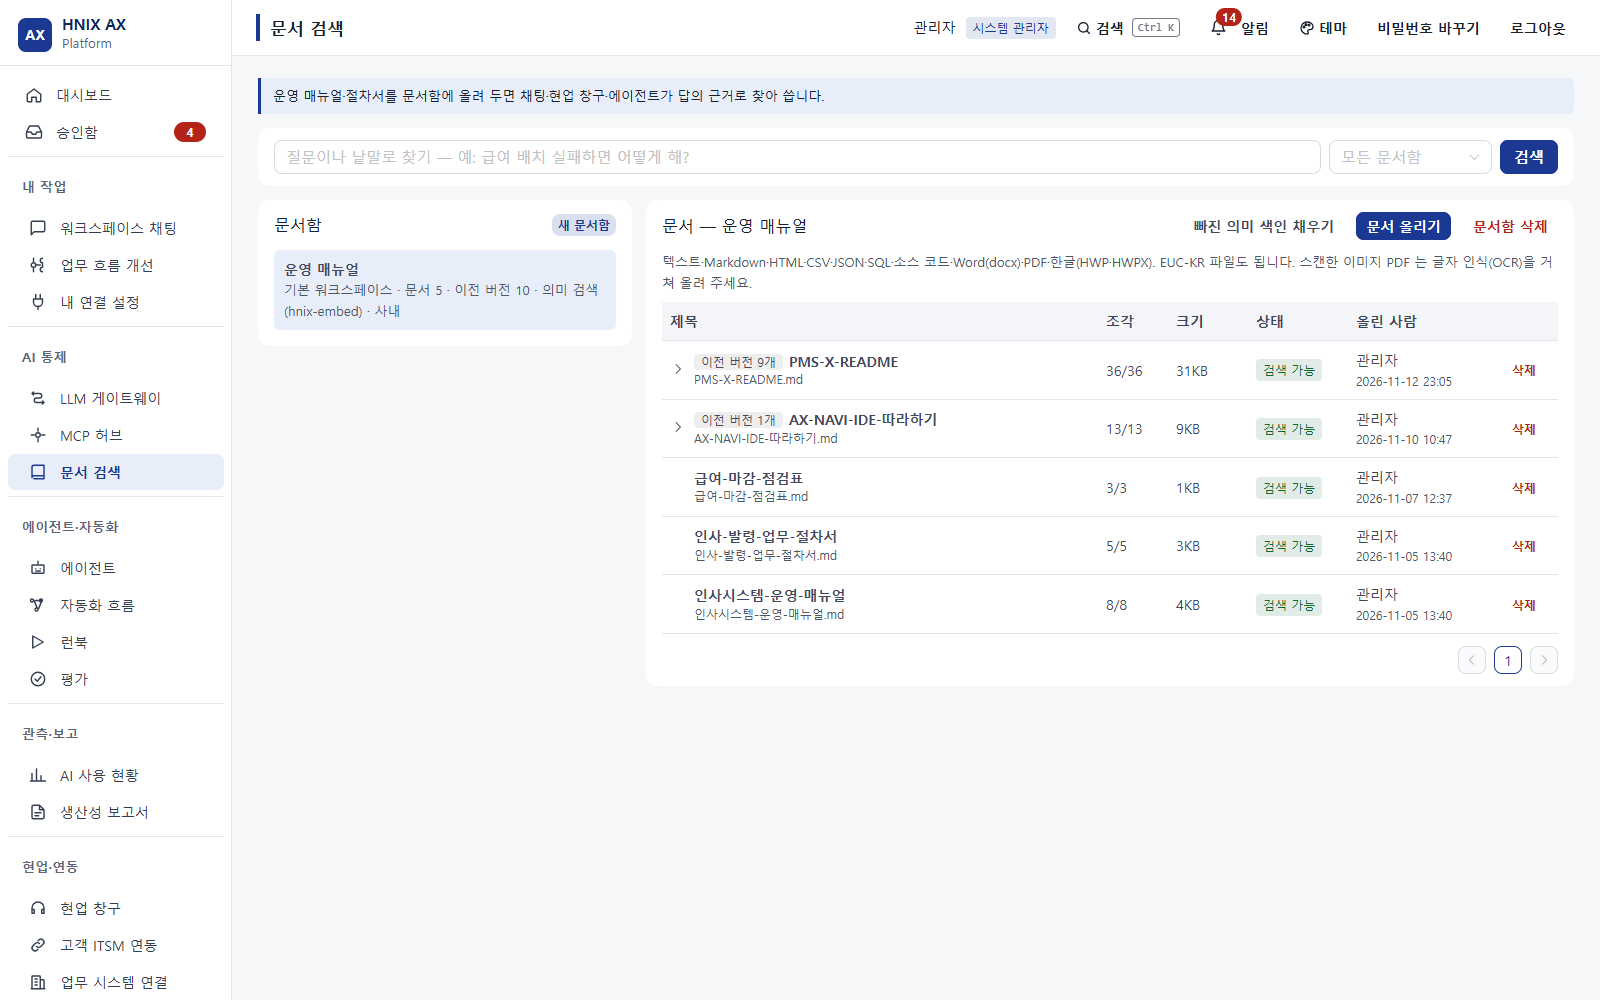 AX
HNIX AX
Platform
대시보드
승인함
4
내 작업
워크스페이스 채팅
업무 흐름 개선
내 연결 설정
AI 통제
LLM 게이트웨이
MCP 허브
문서 검색
에이전트·자동화
에이전트
자동화 흐름
런북
평가
관측·보고
AI 사용 현황
생산성 보고서
현업·연동
현업 창구
고객 ITSM 연동
업무 시스템 연결
문서 검색
관리자
시스템 관리자
검색
Ctrl K
14
알림
테마
비밀번호 바꾸기
로그아웃
운영 매뉴얼·절차서를 문서함에 올려 두면 채팅·현업 창구·에이전트가 답의 근거로 찾아 씁니다.
질문이나 낱말로 찾기 — 예: 급여 배치 실패하면 어떻게 해?
모든 문서함
검색
문서함
새 문서함
운영 매뉴얼
기본 워크스페이스 · 문서 5 · 이전 버전 10 · 의미 검색
(hnix-embed) · 사내
문서 — 운영 매뉴얼
빠진 의미 색인 채우기
문서 올리기
문서함 삭제
텍스트·Markdown·HTML·CSV·JSON·SQL·소스 코드·Word(docx)·PDF·한글(HWP·HWPX). EUC-KR 파일도 됩니다. 스캔한 이미지 PDF 는 글자 인식(OCR)을 거
쳐 올려 주세요.
제목 조각 크기 상태 올린 사람
이전 버전 9개 PMS-X-README
PMS-X-README.md
36/36 31KB 검색 가능
관리자
2026-11-12 23:05
삭제
이전 버전 1개 AX-NAVI-IDE-따라하기
AX-NAVI-IDE-따라하기.md
13/13 9KB 검색 가능
관리자
2026-11-10 10:47
삭제
급여-마감-점검표
급여-마감-점검표.md
3/3 1KB 검색 가능
관리자
2026-11-07 12:37
삭제
인사-발령-업무-절차서
인사-발령-업무-절차서.md
5/5 3KB 검색 가능
관리자
2026-11-05 13:40
삭제
인사시스템-운영-매뉴얼
인사시스템-운영-매뉴얼.md
8/8 4KB 검색 가능
관리자
2026-11-05 13:40
삭제
1